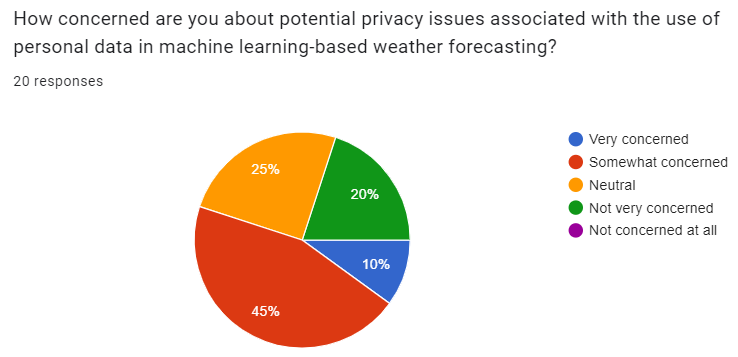 How concerned are you about potential privacy issues associated with the use of
personal data in machine learning-based weather forecasting?
20 responses
Very concerned
Somewhat concerned
Neutral
Not very concerned
Not concerned at all
25%
20%
10%
45%